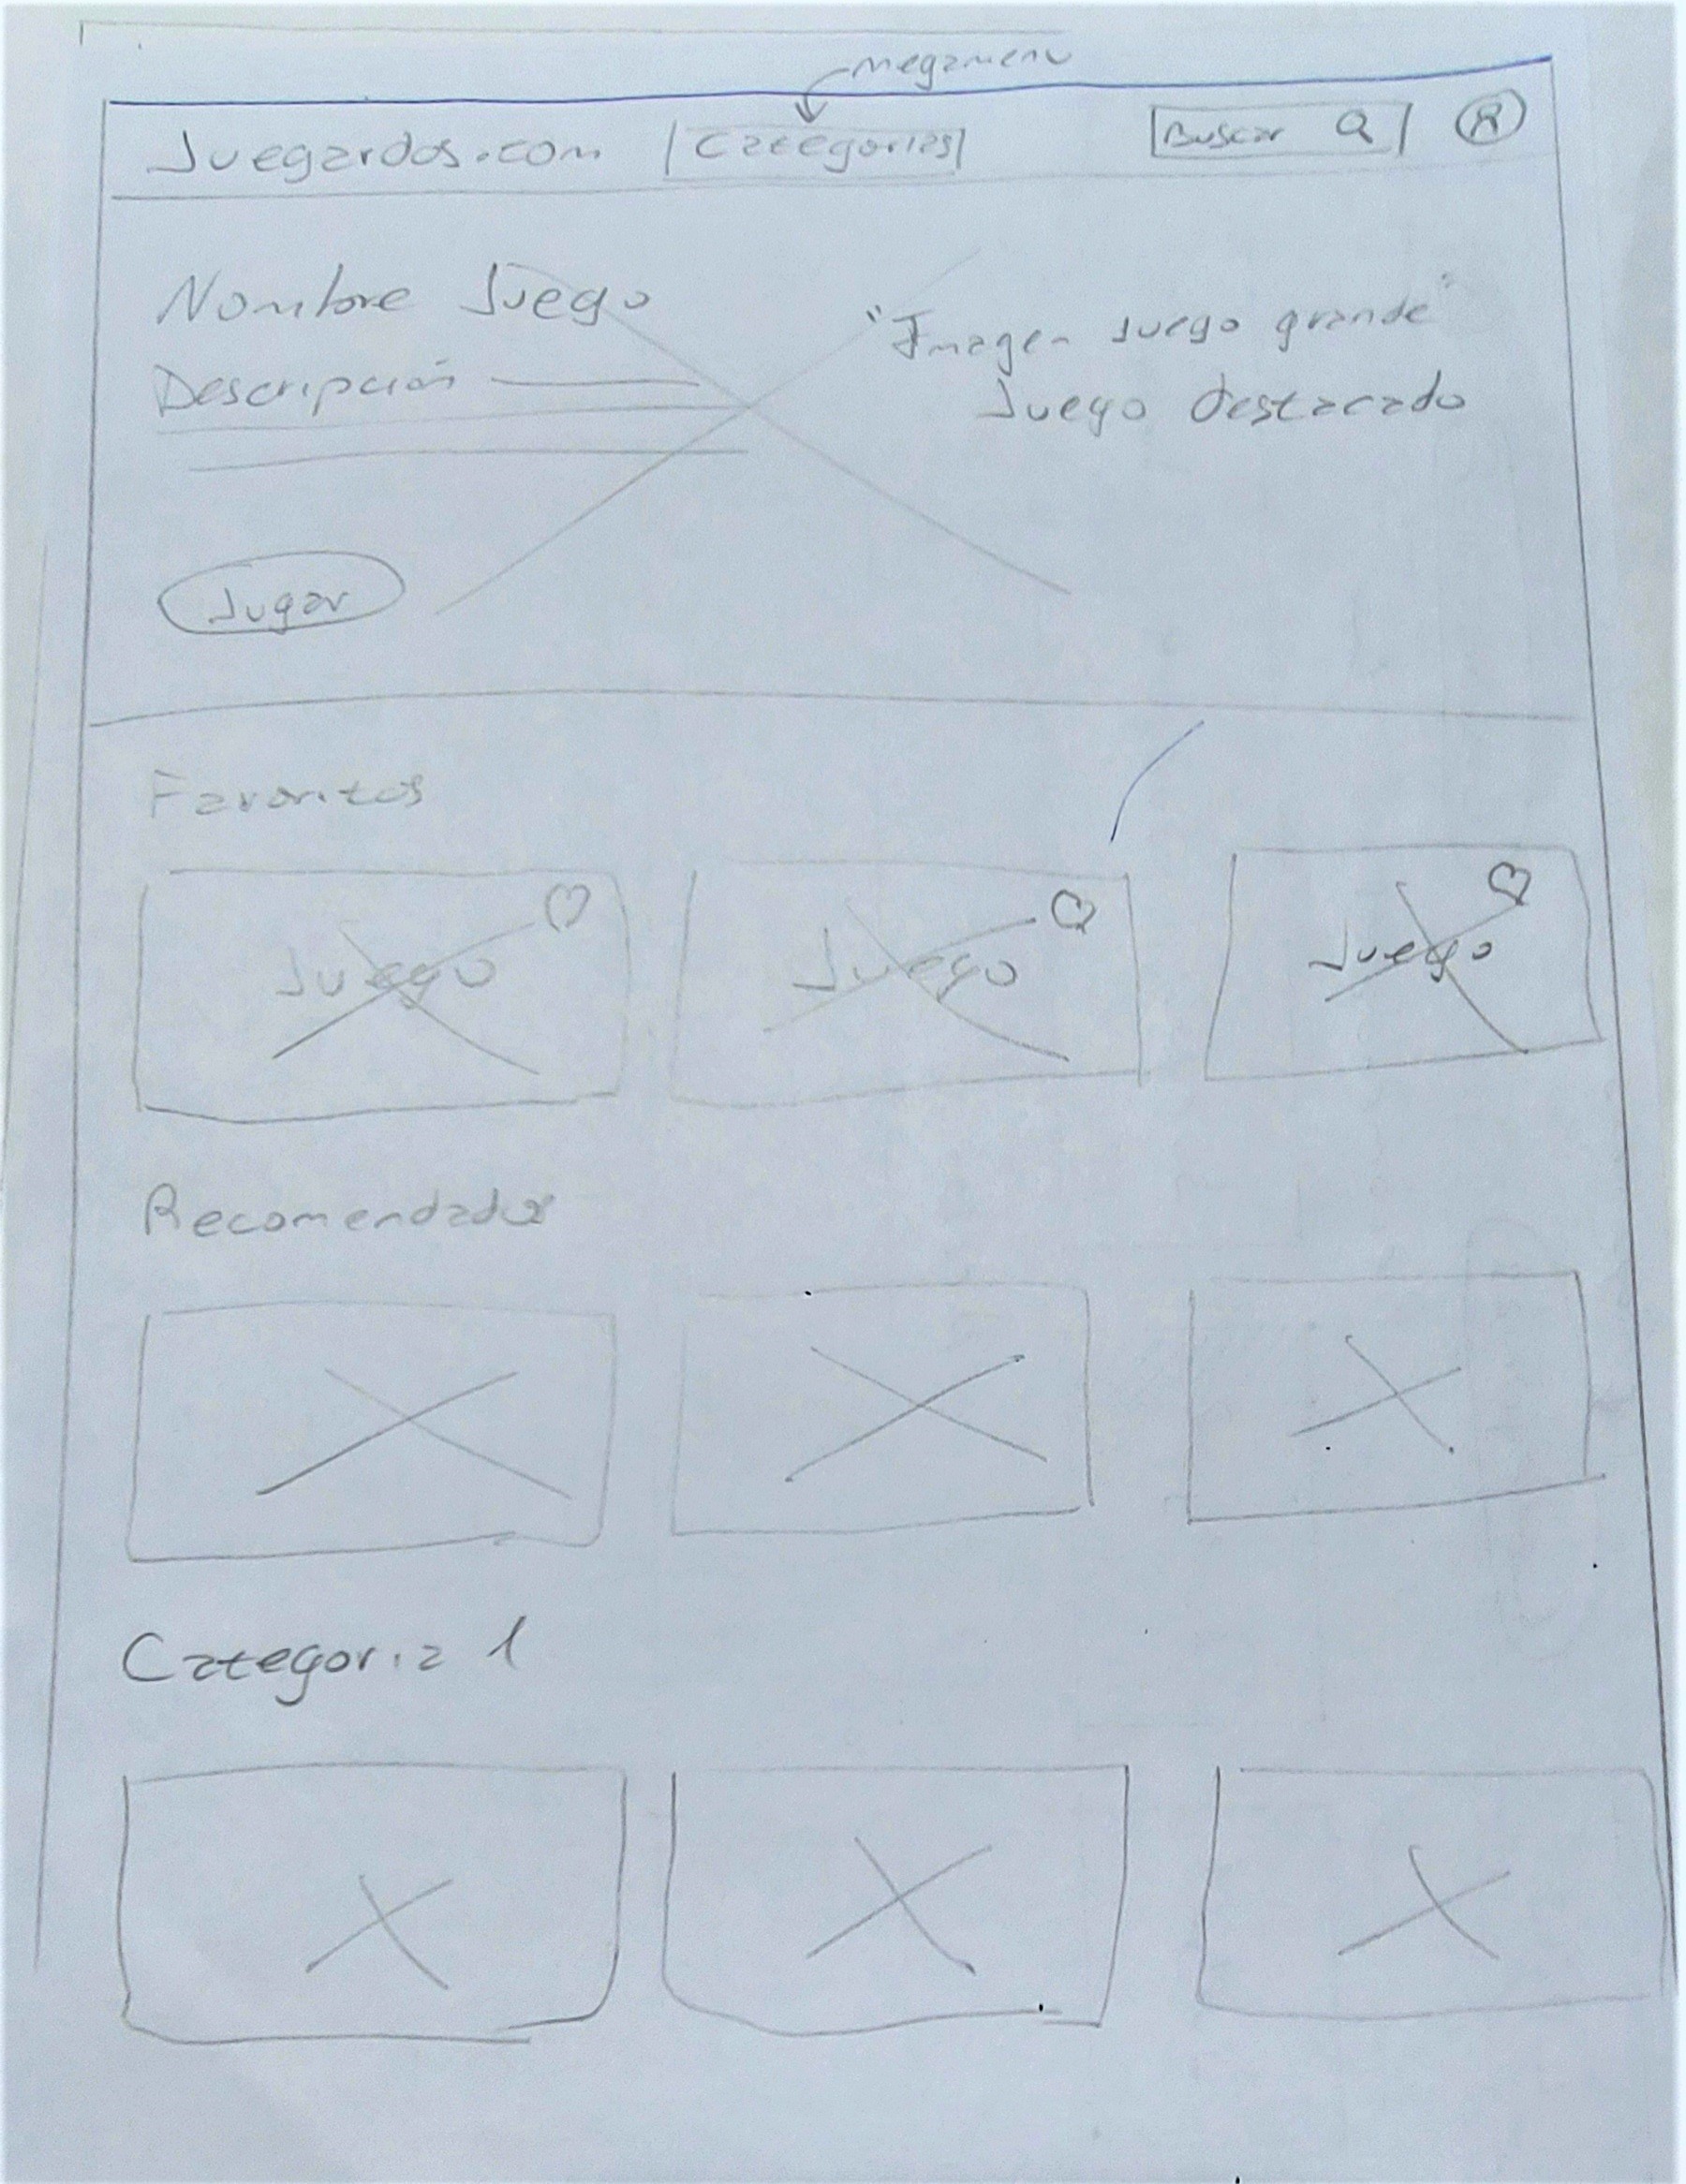 megamenu
Juegardos.com Categorias Buscar
Nombre Juego
"Imagen Juego grande"
Descripción
Juego destacado
Jugar
Favoritos
Juego Juego Juego
Recomendados
Categoria 1